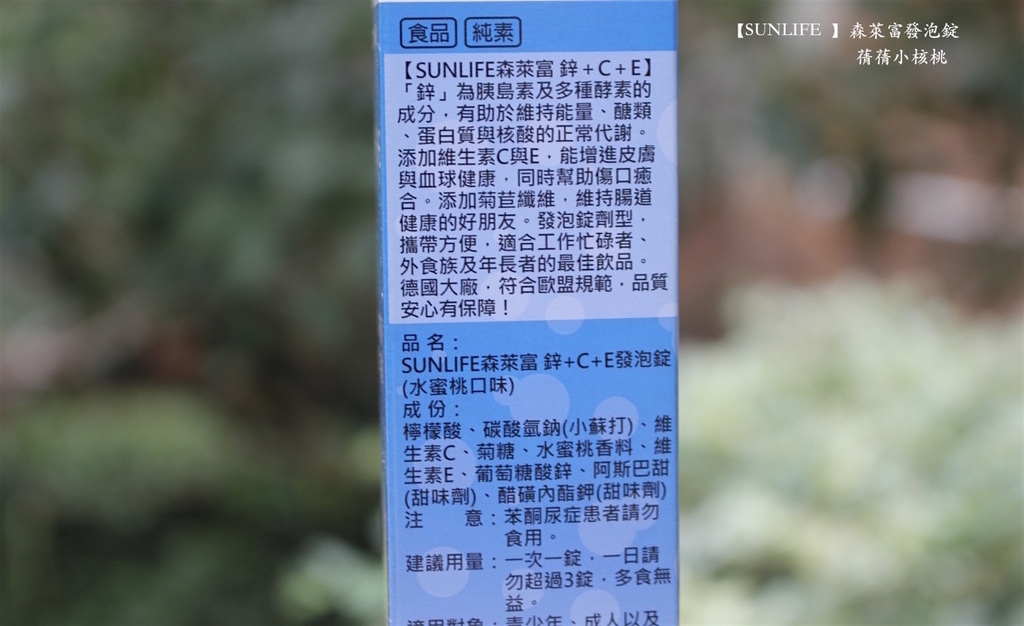 【SUNLIFE 】森萊富發泡錠
蒨蒨小核桃
食品 純素
【SUNLIFE森萊富 鋅+C+E】
「鋅」為胰島素及多種酵素的
成分，有助於維持能量、醣類
、蛋白質與核酸的正常代謝。
添加維生素C與E，能增進皮膚
與血球健康，同時幫助傷口癒
合。添加菊苣纖維，維持腸道
健康的好朋友。發泡錠劑型，
攜帶方便，適合工作忙碌者、
外食族及年長者的最佳飲品。
德國大廠，符合歐盟規範，品質
安心有保障！
品 名：
SUNLIFE森萊富 鋅+C+E發泡錠
(水蜜桃口味)
成 份：
檸檬酸、碳酸氫鈉(小蘇打)、維
生素C、菊糖、水蜜桃香料、維
生素E、葡萄糖酸鋅、阿斯巴甜
(甜味劑)、醋磺內酯鉀(甜味劑)
注 意：苯酮尿症患者請勿
食用。
建議用量：一次一錠，一日請
勿超過3錠，多食無
益。
適用對象：青少年、成人以及